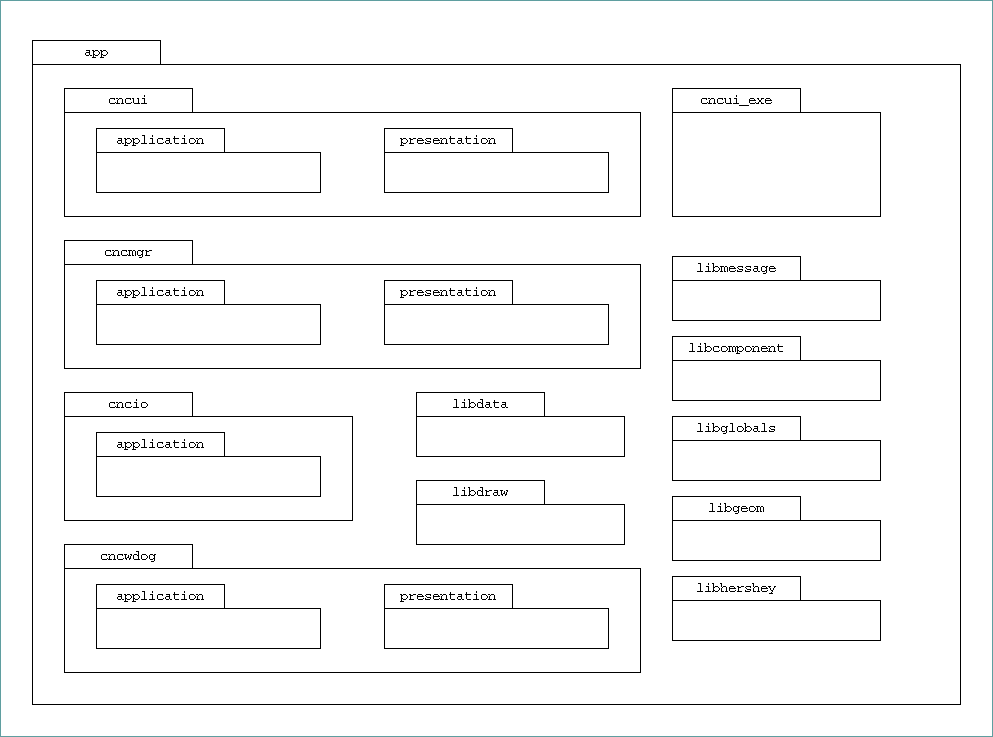 app
cncui
cncui_exe
application
presentation
cncmgr
libmessage
application
presentation
libcomponent
cncio
libdata
libglobals
application
libdraw
libgeom
cncwdog
libhershey
application
presentation